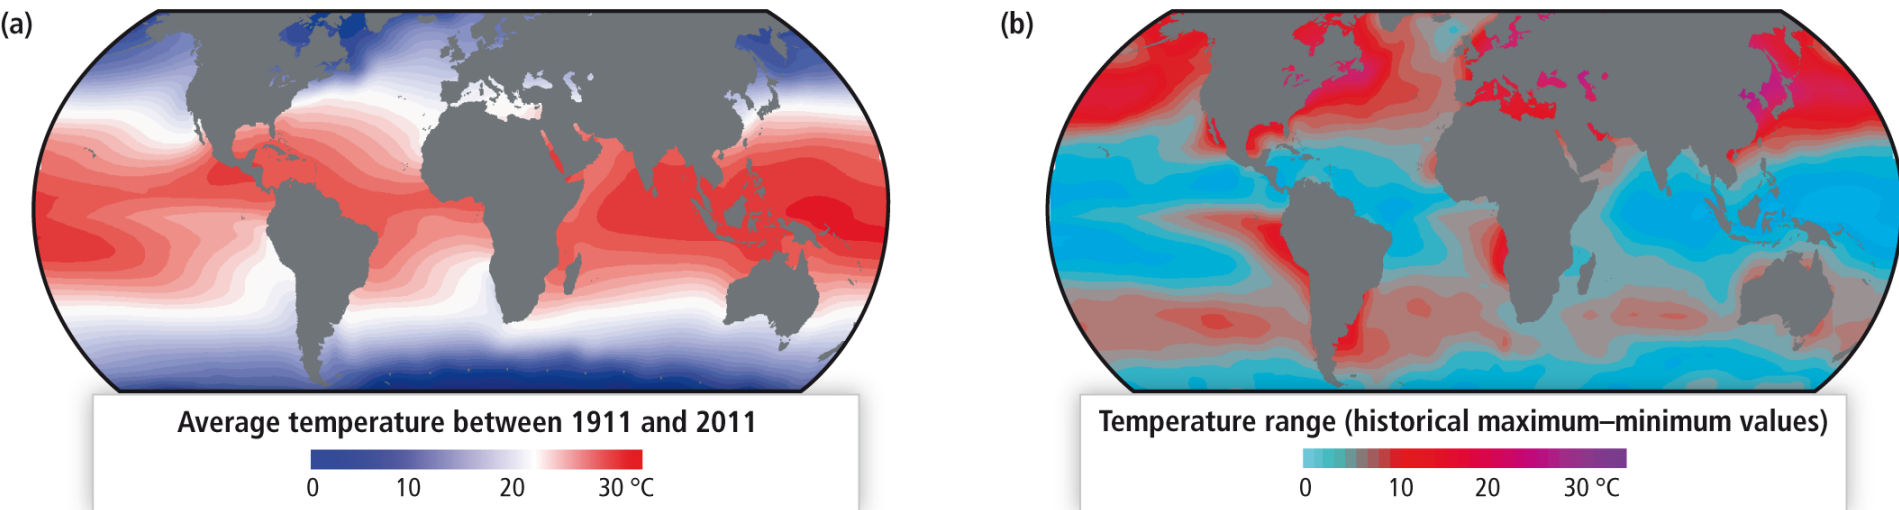 (a)
Average temperature between 1911 and 2011
0 10 20 30 °C
(b)
Temperature range (historical maximum–minimum values)
0 10 20 30 °C